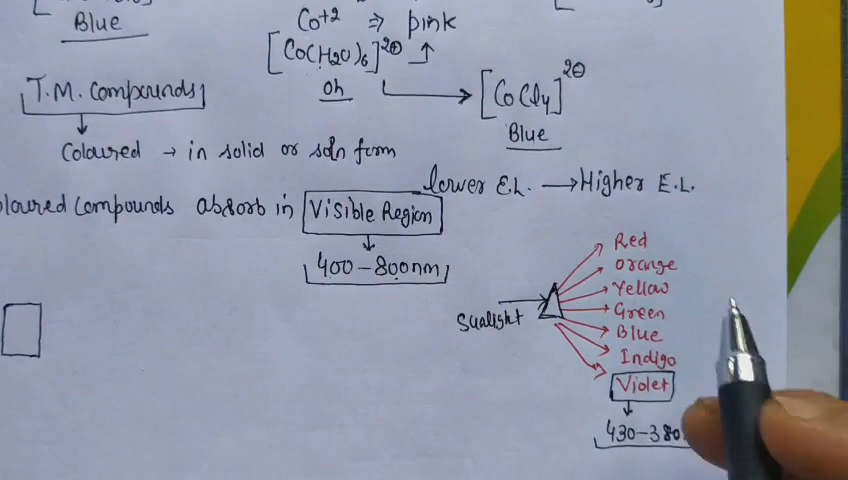 Blue
Co+2 ⇒ pink
[Co(H2O)6]2⊕
Oh
[CoCl4]2⊖
Blue
T.M. Compounds
Coloured → in solid or soln form
lower E.L. → Higher E.L.
loured Compounds absorb in Visible Region
400 - 800nm
Sunlight
Red
Orange
Yellow
Green
Blue
Indigo
Violet
430-380